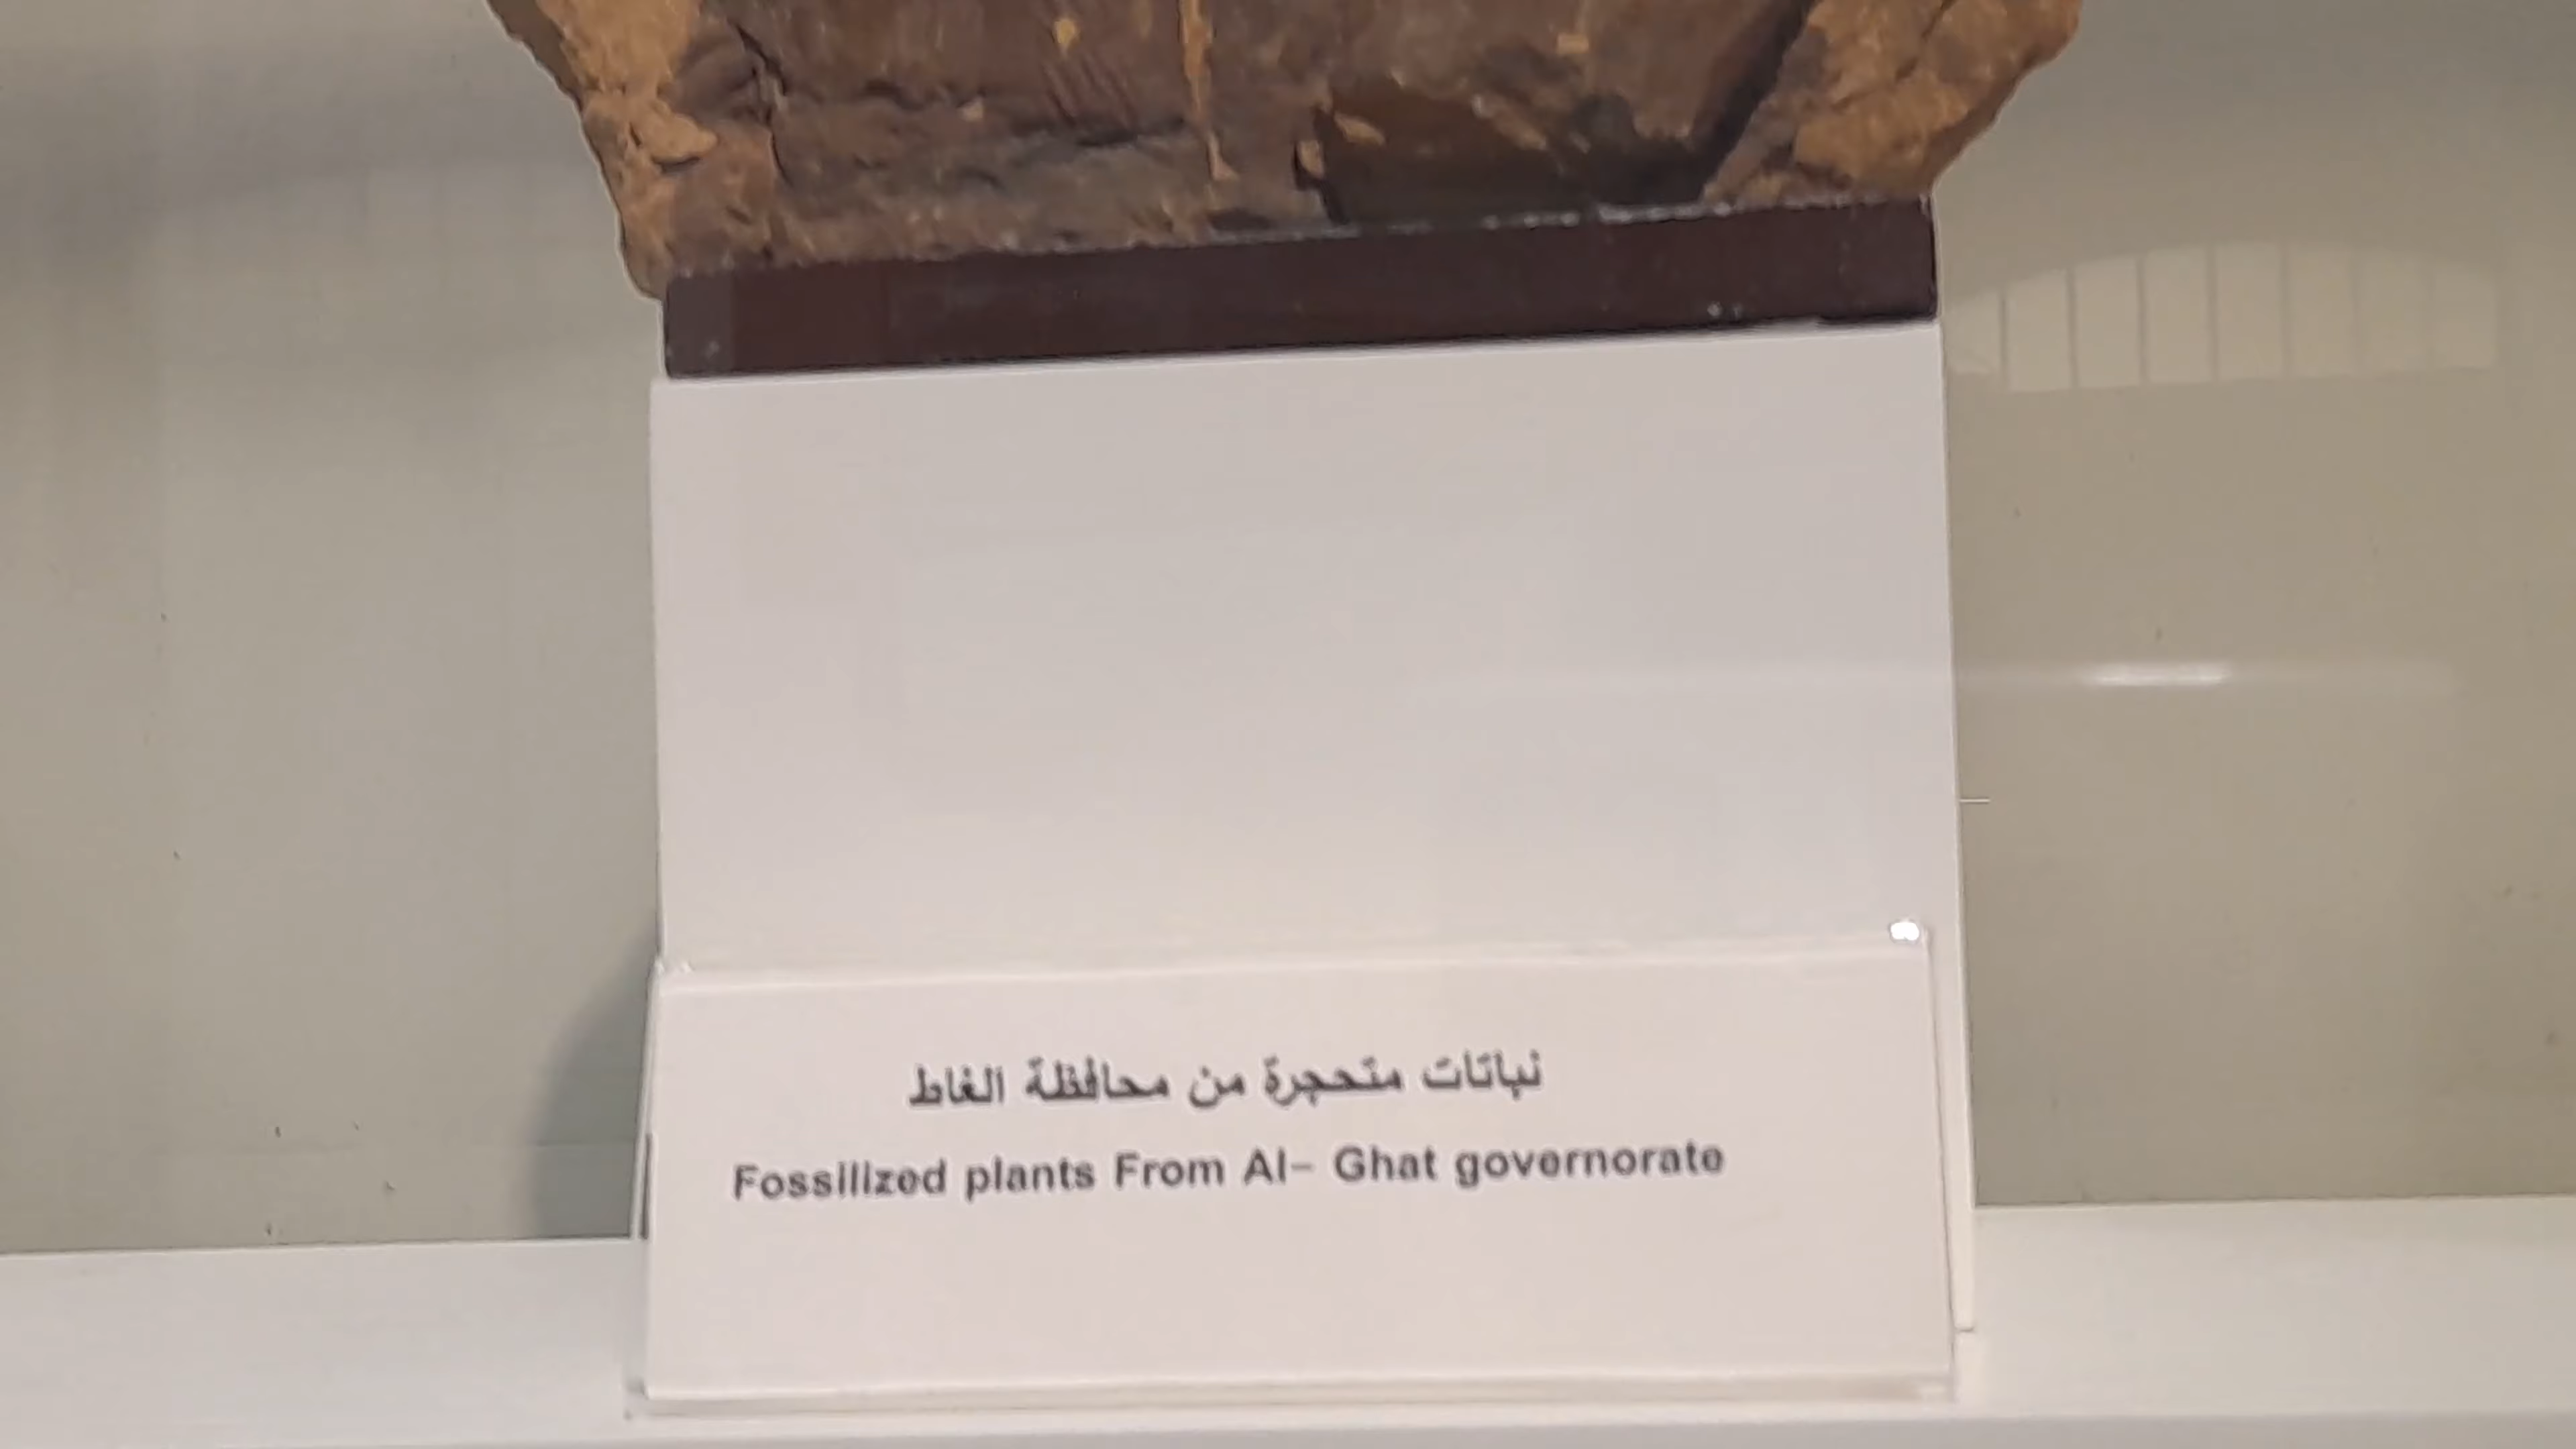 نباتات متحجرة من محافظة الغاط
Fossilized plants From Al- Ghat governorate